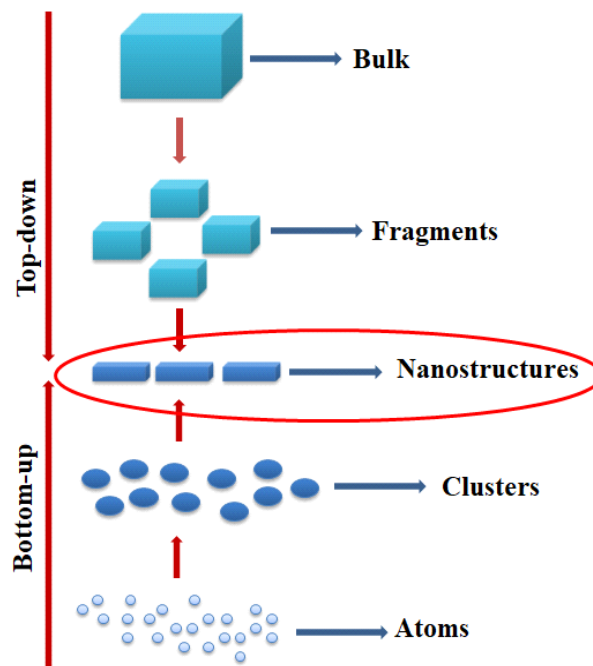 Bulk
Top-down
Fragments
Nanostructures
Bottom-up
Clusters
Atoms